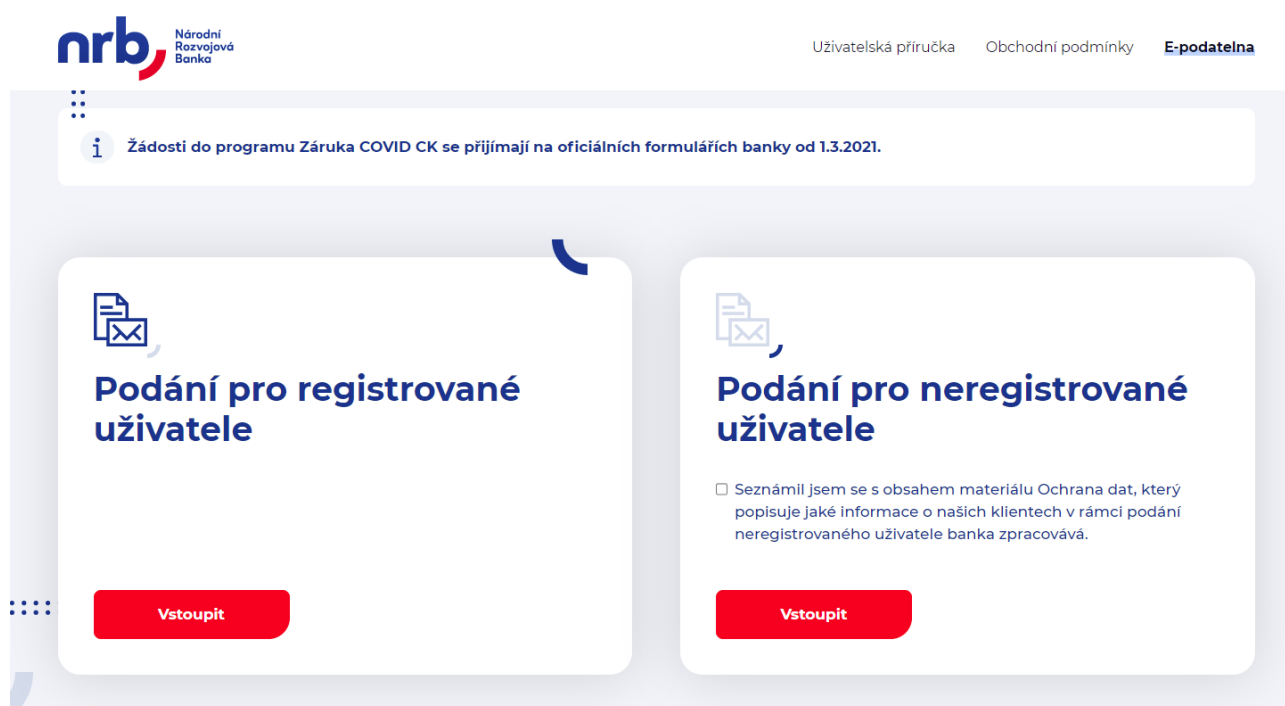 nrb
Národní
Rozvojová
Banka
Uživatelská příručka
Obchodní podmínky
E-podatelna
Žádosti do programu Záruka COVID CK se přijímají na oficiálních formulářích banky od 1.3.2021.
Podání pro registrované
uživatele
Vstoupit
Podání pro neregistrované
uživatele
Seznámil jsem se s obsahem materiálu Ochrana dat, který
popisuje jaké informace o našich klientech v rámci podání
neregistrovaného uživatele banka zpracovává.
Vstoupit